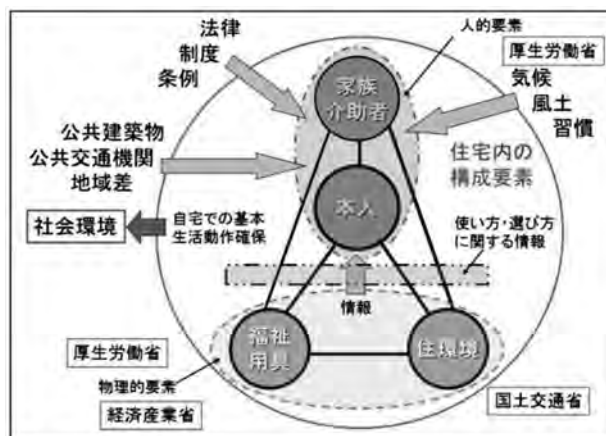 法律
制度
条例
人的要素
厚生労働省
家族
介助者
気候
風土
習慣
公共建築物
公共交通機関
地域差
住宅内の
構成要素
本人
社会環境
自宅での基本
生活動作確保
使い方・選び方
に関する情報
情報
福祉
用具
住環境
厚生労働省
物理的要素
経済産業省
国土交通省